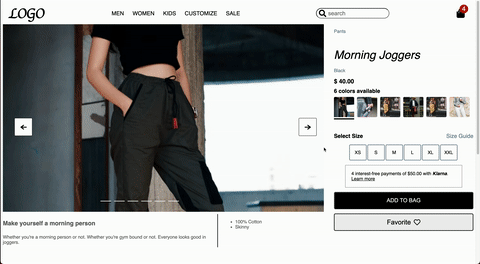 LOGO
MEN WOMEN KIDS CUSTOMIZE SALE
search
4
Pants
Morning Joggers
Black
$ 40.00
6 colors available
Select Size
Size Guide
XS S M L XL XXL
4 interest-free payments of $50.00 with Klarna
Learn more
ADD TO BAG
Favorite
Make yourself a morning person
Whether you're a morning person or not. Whether you're gym bound or not. Everyone looks good in
joggers.
• 100% Cotton
• Skinny